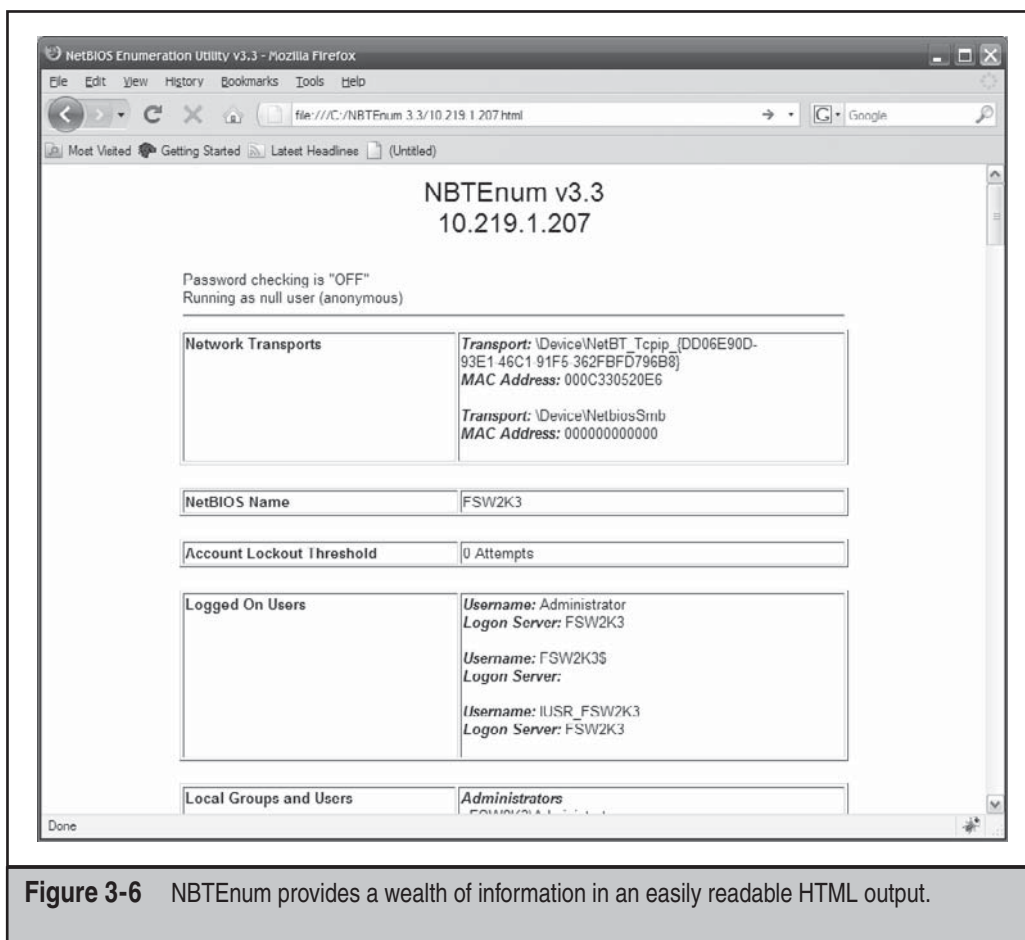 NetBIOS Enumeration Utility v3.3 - Mozilla Firefox
File Edit View History Bookmarks Tools Help
file:///C:/NBTEnum 3.3/10.219.1.207.html
Google
Most Visited Getting Started Latest Headlines (Untitled)
NBTEnum v3.3
10.219.1.207
Password checking is "OFF"
Running as null user (anonymous)
Network Transports
Transport: \Device\NetBT_Tcpip_{DD06E90D-
93E1-46C1-91F5-362FBFD796B8}
MAC Address: 000C330520E6
Transport: \Device\NetbiosSmb
MAC Address: 000000000000
NetBIOS Name
FSW2K3
Account Lockout Threshold
0 Attempts
Logged On Users
Username: Administrator
Logon Server: FSW2K3
Username: FSW2K3$
Logon Server:
Username: IUSR_FSW2K3
Logon Server: FSW2K3
Local Groups and Users
Administrators
Done
Figure 3-6 NBTEnum provides a wealth of information in an easily readable HTML output.